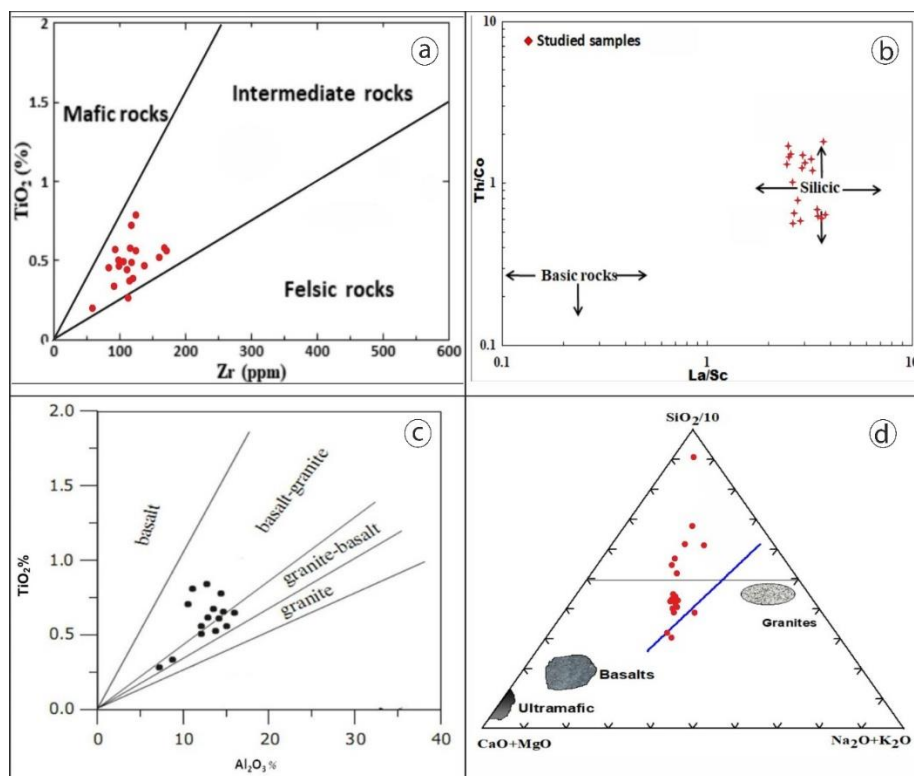 2
1.5
1
0.5
0
0
100
200
300
400
500
600
TiO₂ (%)
Zr (ppm)
Mafic rocks
Intermediate rocks
Felsic rocks
a
10
1
0.1
0.1
1
10
Th/Co
La/Sc
Studied samples
Silicic
Basic rocks
b
2.0
1.5
1.0
0.5
0.0
0
10
20
30
40
TiO₂%
Al₂O₃%
basalt
basalt-granite
granite-basalt
granite
c
SiO₂/10
d
Granites
Basalts
Ultramafic
CaO+MgO
Na₂O+K₂O